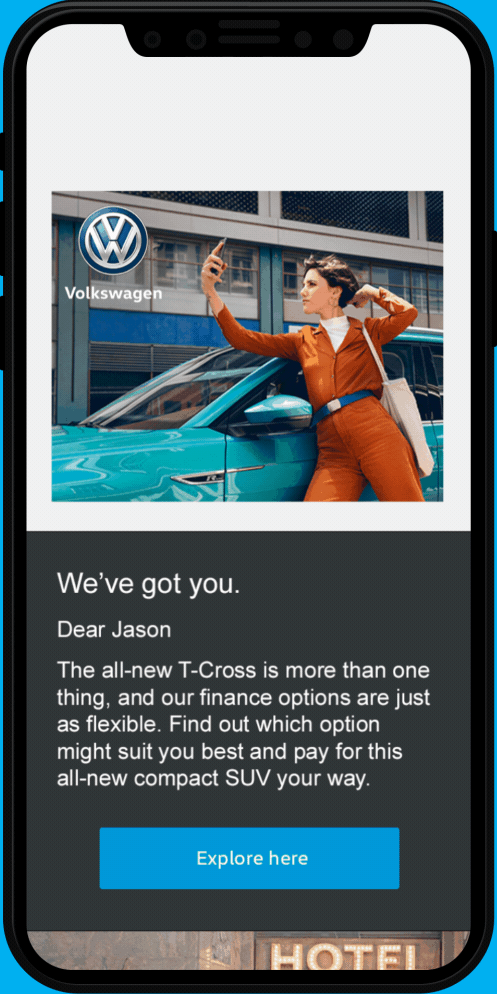 Volkswagen
R
We've got you.
Dear Jason
The all-new T-Cross is more than one
thing, and our finance options are just
as flexible. Find out which option
might suit you best and pay for this
all-new compact SUV your way.
Explore here
HOTEL